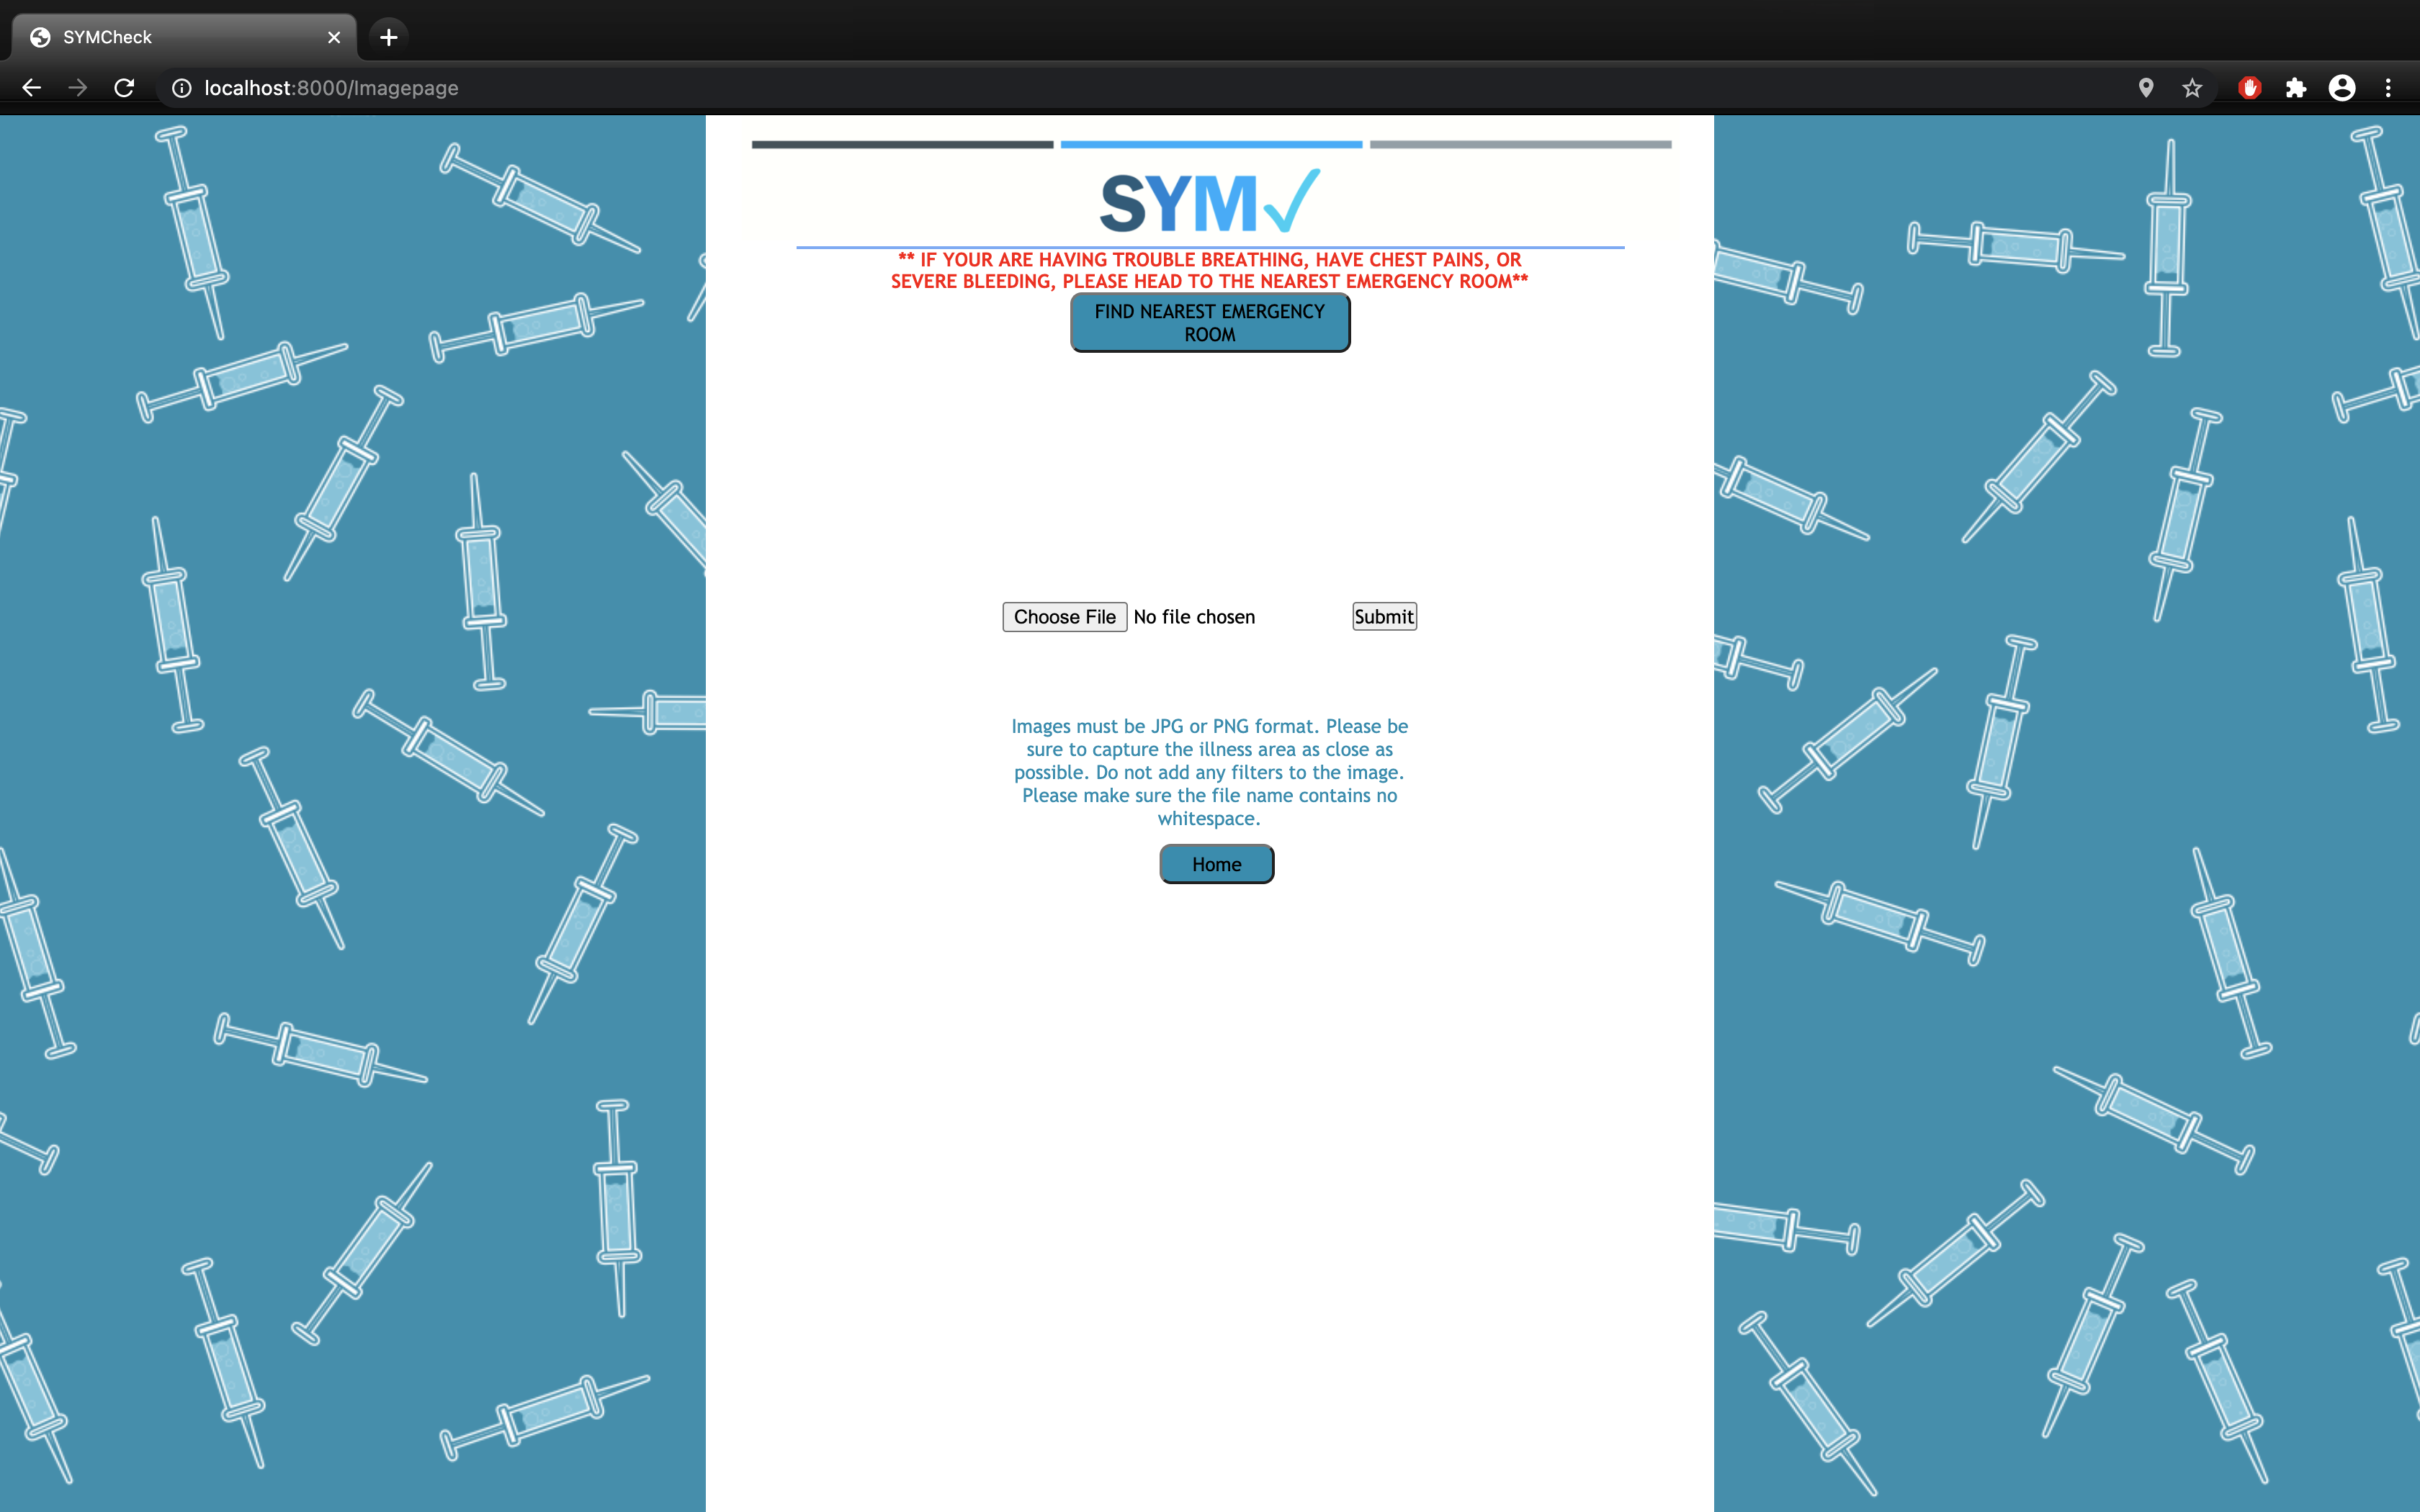 SYMCheck
localhost:8000/Imagepage
SYM
** IF YOUR ARE HAVING TROUBLE BREATHING, HAVE CHEST PAINS, OR
SEVERE BLEEDING, PLEASE HEAD TO THE NEAREST EMERGENCY ROOM**
FIND NEAREST EMERGENCY
ROOM
Choose File No file chosen Submit
Images must be JPG or PNG format. Please be
sure to capture the illness area as close as
possible. Do not add any filters to the image.
Please make sure the file name contains no
whitespace.
Home